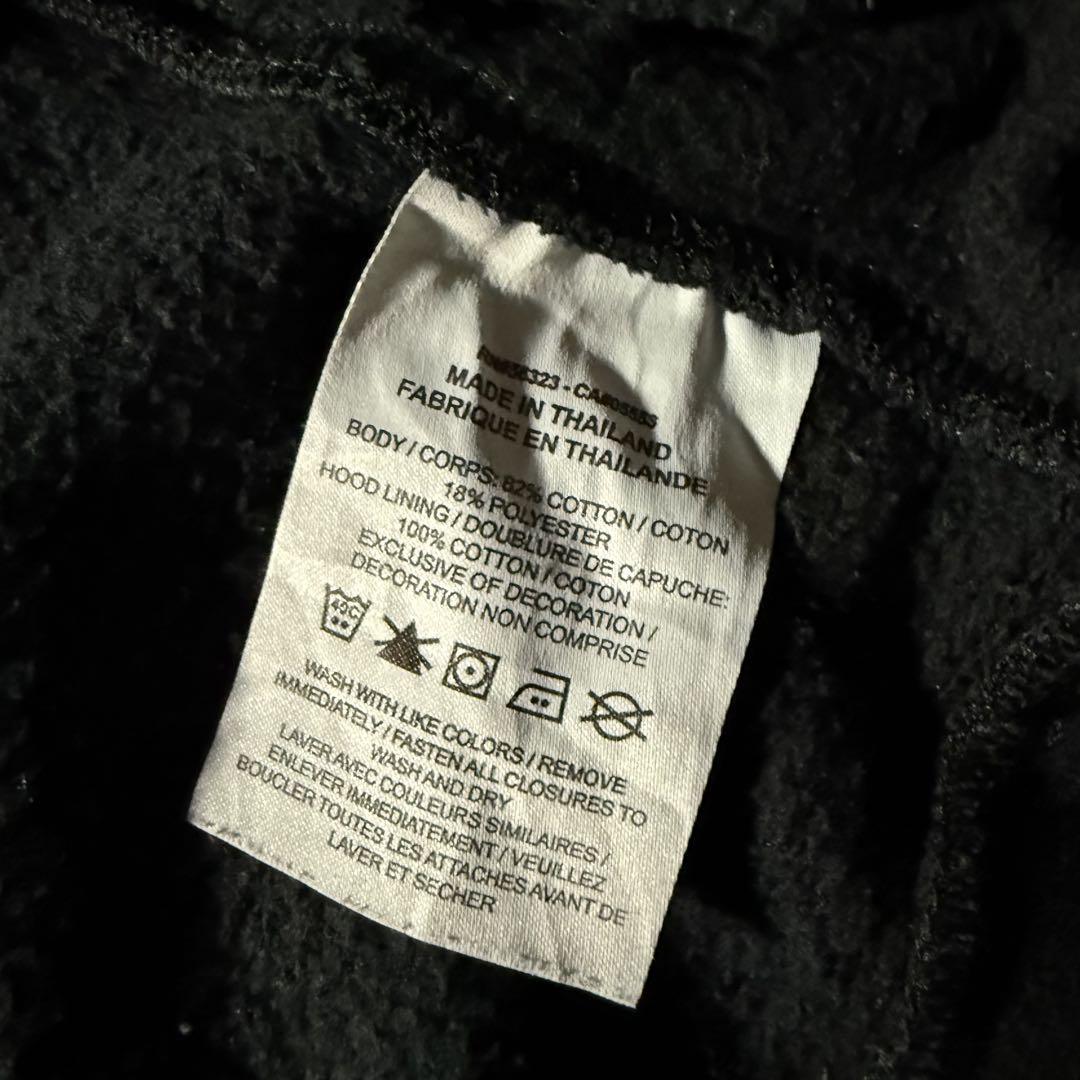 MADE IN THAILAND
FABRIQUE EN THAILANDE
BODY / CORPS: 82% COTTON / COTON
18% POLYESTER
HOOD LINING / DOUBLURE DE CAPUCHE:
100% COTTON / COTON
EXCLUSIVE OF DECORATION /
DECORATION NON COMPRISE
40C
WASH WITH LIKE COLORS / REMOVE
IMMEDIATELY / FASTEN ALL CLOSURES TO
WASH AND DRY
LAVER AVEC COULEURS SIMILAIRES /
ENLEVER IMMEDIATEMENT / VEUILLEZ
BOUCLER TOUTES LES ATTACHES AVANT DE
LAVER ET SECHER